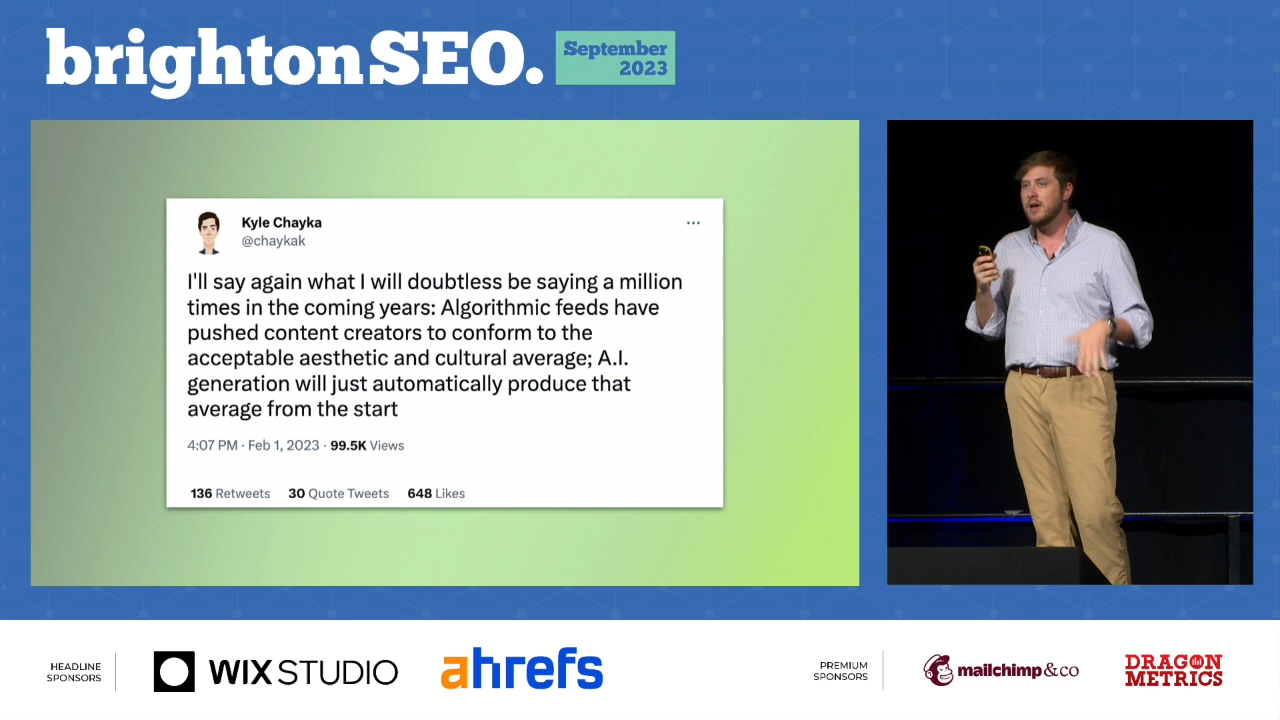 brightonSEO.
September
2023
Kyle Chayka
@chaykak
...
I'll say again what I will doubtless be saying a million
times in the coming years: Algorithmic feeds have
pushed content creators to conform to the
acceptable aesthetic and cultural average; A.I.
generation will just automatically produce that
average from the start
4:07 PM · Feb 1, 2023 · 99.5K Views
136 Retweets 30 Quote Tweets 648 Likes
HEADLINE
SPONSORS
WIX STUDIO
ahrefs
PREMIUM
SPONSORS
mailchimp&co
DRAGON
METRICS